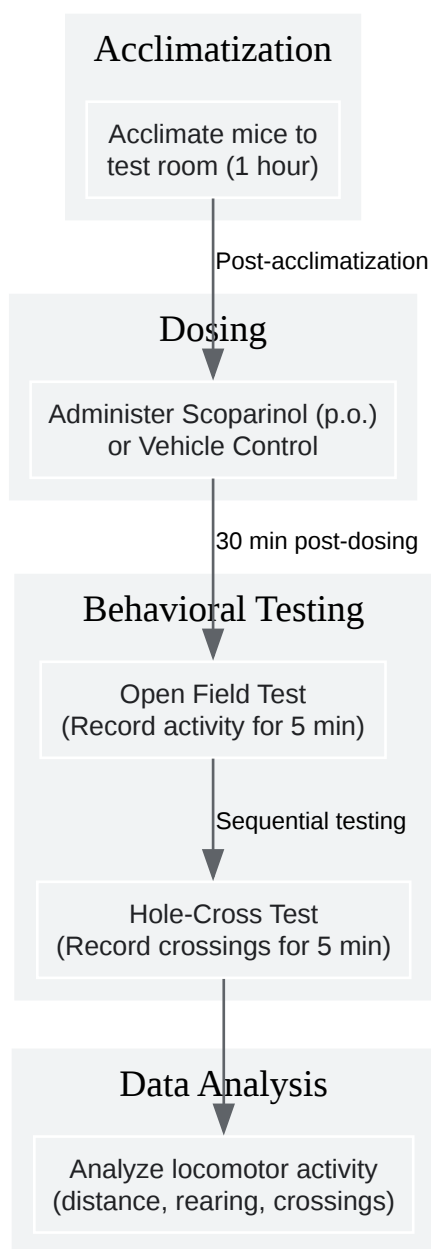 Acclimatization
Acclimate mice to
test room (1 hour)
Post-acclimatization
Dosing
Administer Scoparinol (p.o.)
or Vehicle Control
30 min post-dosing
Behavioral Testing
Open Field Test
(Record activity for 5 min)
Sequential testing
Hole-Cross Test
(Record crossings for 5 min)
Data Analysis
Analyze locomotor activity
(distance, rearing, crossings)